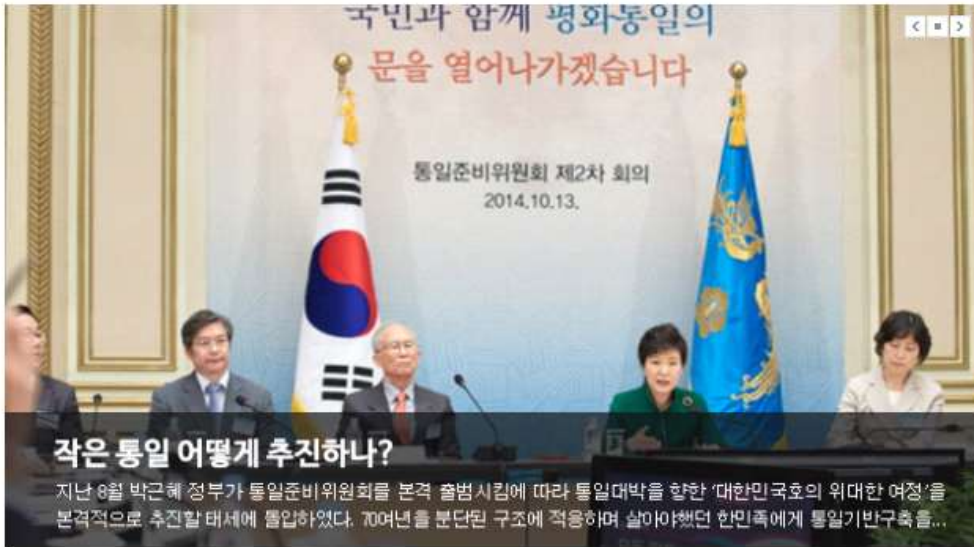 국민과 함께 평화통일의
문을 열어나가겠습니다
통일준비위원회 제2차 회의
2014.10.13.
작은 통일 어떻게 추진하나?
지난 8월 박근혜 정부가 통일준비위원회를 본격 출범시킴에 따라 통일대박을 향한 ‘대한민국호의 위대한 여정’을
본격적으로 추진할 태세에 돌입하였다. 70여년을 분단된 구조에 적응하며 살아야했던 한민족에게 통일기반구축을...